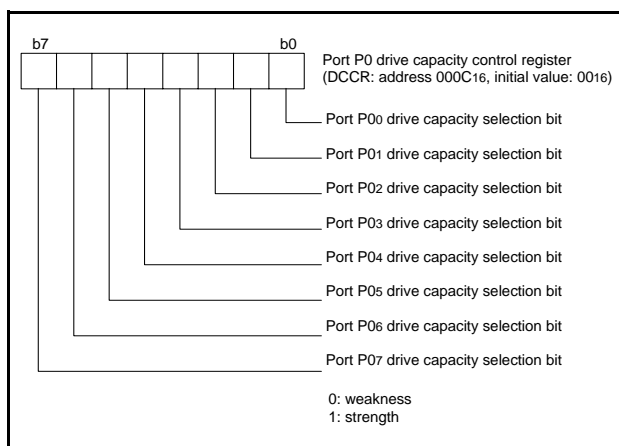 b7 b0
Port P0 drive capacity control register
(DCCR: address 000C16, initial value: 0016)
Port P00 drive capacity selection bit
Port P01 drive capacity selection bit
Port P02 drive capacity selection bit
Port P03 drive capacity selection bit
Port P04 drive capacity selection bit
Port P05 drive capacity selection bit
Port P06 drive capacity selection bit
Port P07 drive capacity selection bit
0: weakness
1: strength